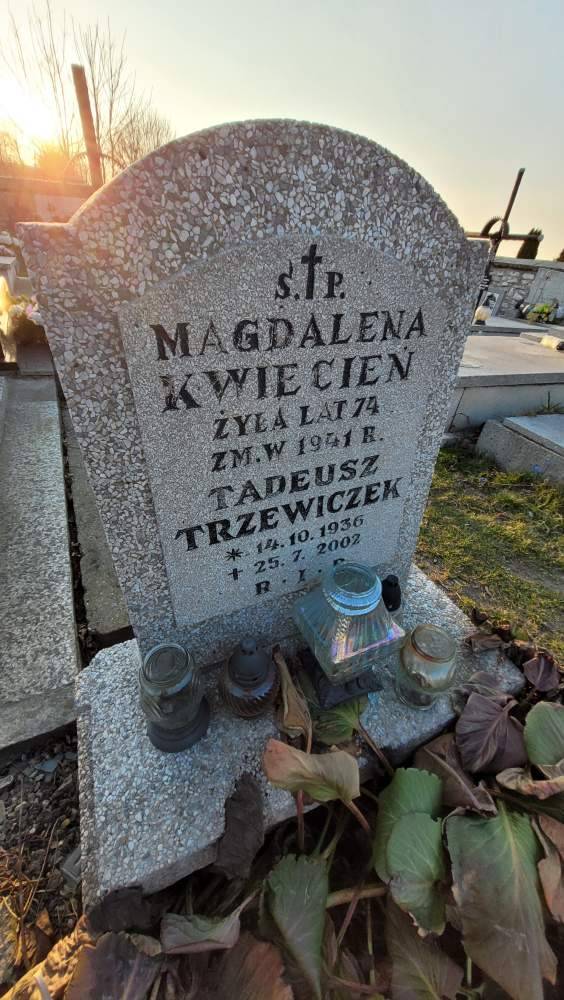 Ś. P.
MAGDALENA
KWIECIEŃ
ŻYŁA LAT 74
ZM. W 1941 R.
TADEUSZ
TRZEWICZEK
* 14.10.1936
† 25.7.2002
R. I. P.